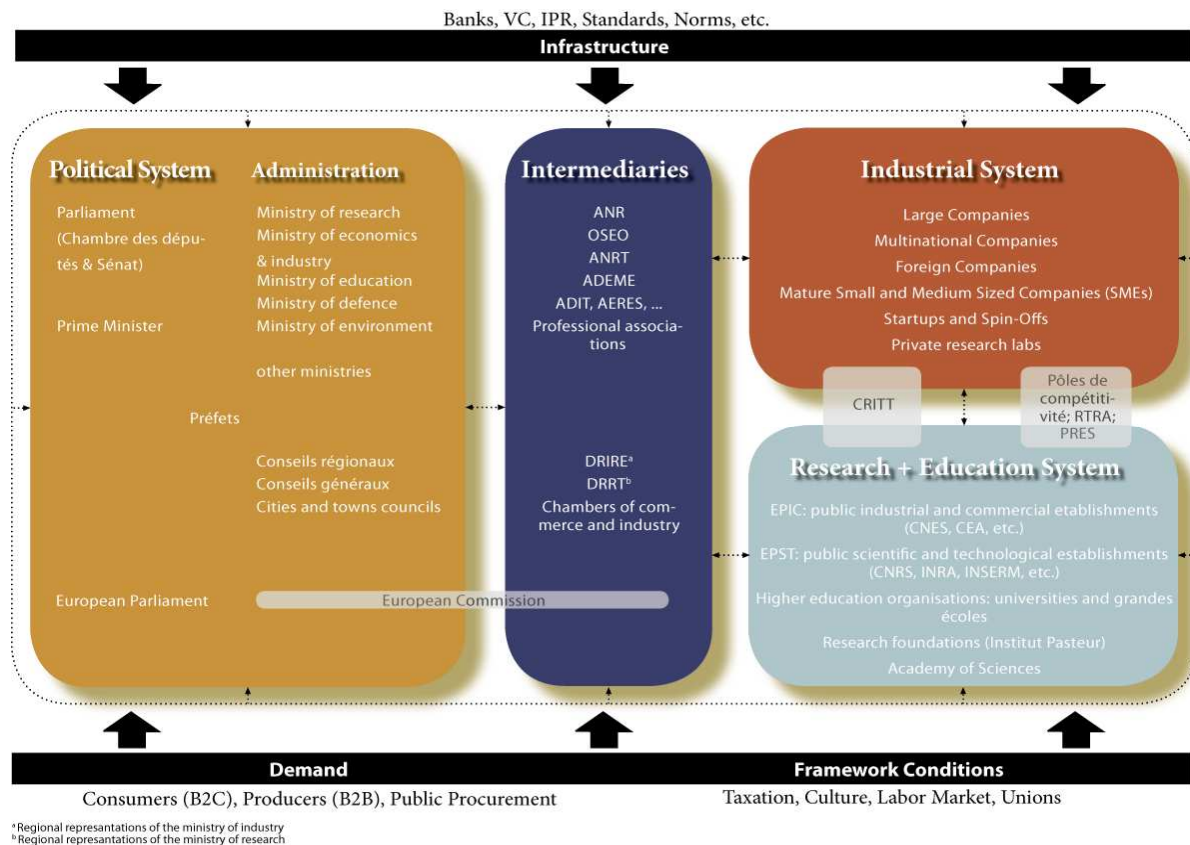 Banks, VC, IPR, Standards, Norms, etc.
Infrastructure
Political System
Parliament
(Chambre des dépu-
tés & Sénat)
Prime Minister
European Parliament
Administration
Ministry of research
Ministry of economics
& industry
Ministry of education
Ministry of defence
Ministry of environment
other ministries
Préfets
Conseils régionaux
Conseils généraux
Cities and towns councils
European Commission
Intermediaries
ANR
OSEO
ANRT
ADEME
ADIT, AERES, ...
Professional associa-
tions
DRIREᵃ
DRRTᵇ
Chambers of com-
merce and industry
Industrial System
Large Companies
Multinational Companies
Foreign Companies
Mature Small and Medium Sized Companies (SMEs)
Startups and Spin-Offs
Private research labs
CRITT
Pôles de
compétiti-
vité; RTRA;
PRES
Research + Education System
EPIC: public industrial and commercial etablishments
(CNES, CEA, etc.)
EPST: public scientific and technological establishments
(CNRS, INRA, INSERM, etc.)
Higher education organisations: universities and grandes
écoles
Research foundations (Institut Pasteur)
Academy of Sciences
Demand
Framework Conditions
Consumers (B2C), Producers (B2B), Public Procurement
Taxation, Culture, Labor Market, Unions
ᵃ Regional represantations of the ministry of industry
ᵇ Regional represantations of the ministry of research